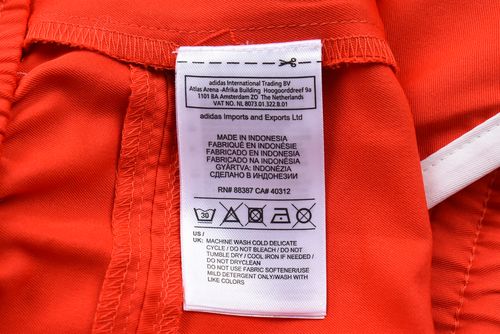 adidas International Trading BV
Atlas Arena -Afrika Building Hoogoorddreef 9a
1101 BA Amsterdam ZO The Netherlands
VAT NO. NL 8073.01.322.B.01
adidas Imports and Exports Ltd
MADE IN INDONESIA
FABRIQUÉ EN INDONÉSIE
FABRICADO EN INDONESIA
FABRICADO NA INDONÉSIA
GYÁRTVA: INDONÉZIA
СДЕЛАНО В ИНДОНЕЗИИ
RN# 88387 CA# 40312
30
US /
UK: MACHINE WASH COLD DELICATE
CYCLE / DO NOT BLEACH / DO NOT
TUMBLE DRY / COOL IRON IF NEEDED /
DO NOT DRYCLEAN
DO NOT USE FABRIC SOFTENER/USE
MILD DETERGENT ONLY/WASH WITH
LIKE COLORS